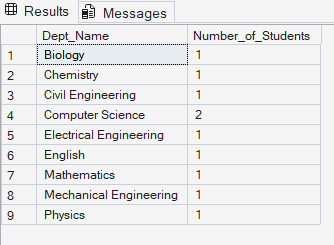 Results Messages
Dept_Name Number_of_Students
1 Biology 1
2 Chemistry 1
3 Civil Engineering 1
4 Computer Science 2
5 Electrical Engineering 1
6 English 1
7 Mathematics 1
8 Mechanical Engineering 1
9 Physics 1